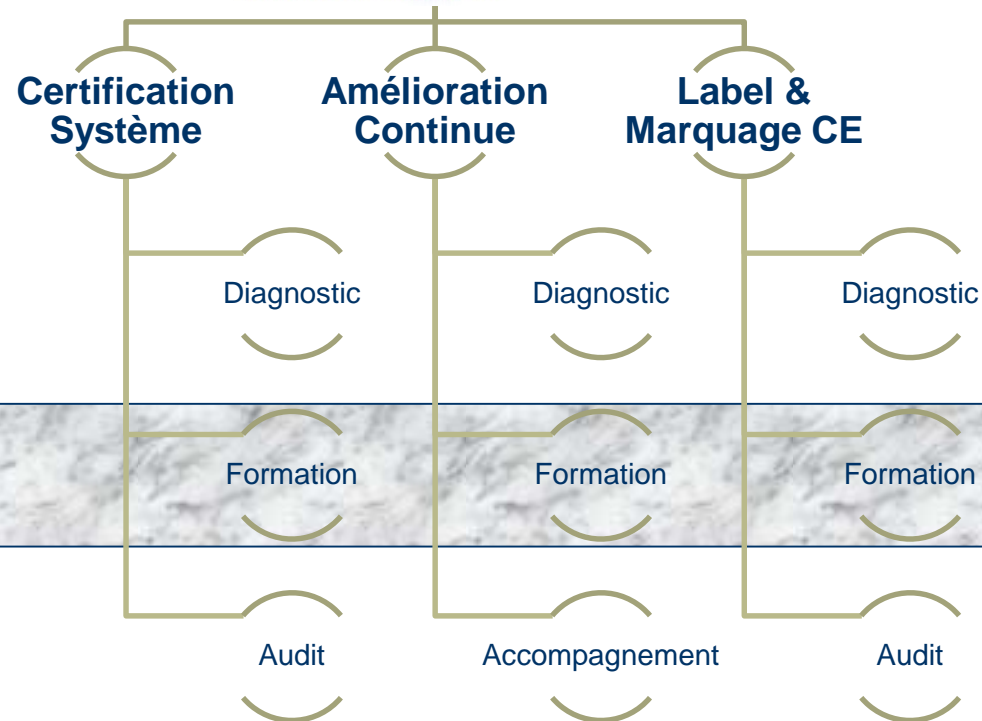 Certification
Système
Amélioration
Continue
Label &
Marquage CE
Diagnostic
Diagnostic
Diagnostic
Formation
Formation
Formation
Audit
Accompagnement
Audit